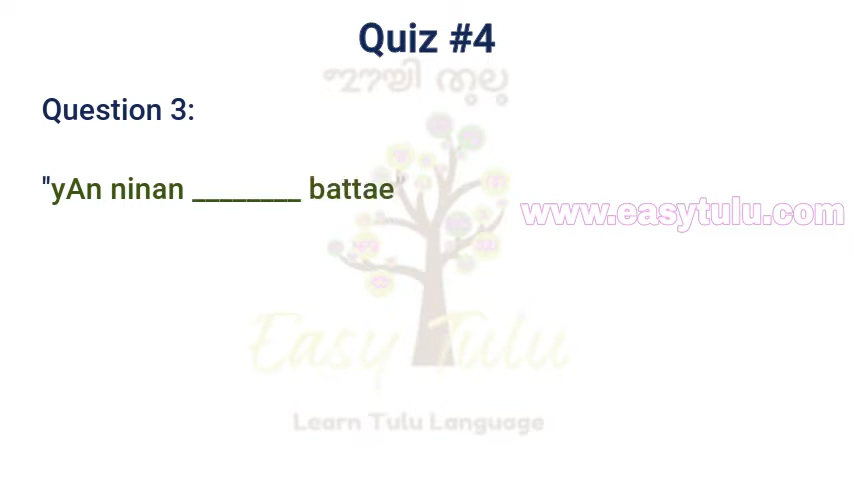 Quiz #4
Question 3:
"yAn ninan ________ battae"
www.easytulu.com
Easy Tulu
Learn Tulu Language